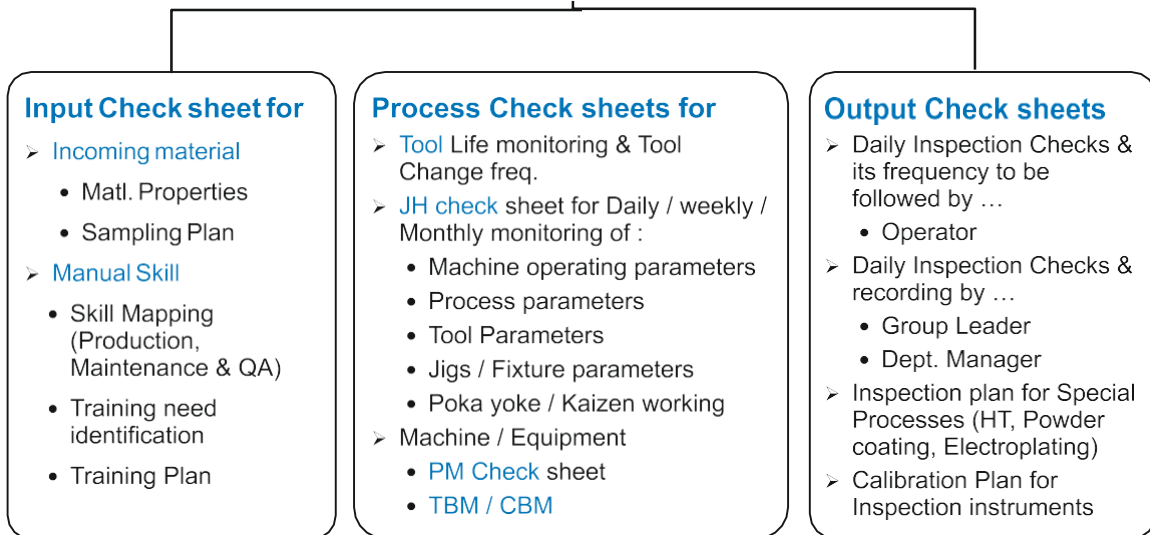 Input Check sheet for
➢ Incoming material
• Matl. Properties
• Sampling Plan
➢ Manual Skill
• Skill Mapping
(Production,
Maintenance & QA)
• Training need
identification
• Training Plan
Process Check sheets for
➢ Tool Life monitoring & Tool
Change freq.
➢ JH check sheet for Daily / weekly /
Monthly monitoring of :
• Machine operating parameters
• Process parameters
• Tool Parameters
• Jigs / Fixture parameters
• Poka yoke / Kaizen working
➢ Machine / Equipment
• PM Check sheet
• TBM / CBM
Output Check sheets
➢ Daily Inspection Checks &
its frequency to be
followed by …
• Operator
➢ Daily Inspection Checks &
recording by …
• Group Leader
• Dept. Manager
➢ Inspection plan for Special
Processes (HT, Powder
coating, Electroplating)
➢ Calibration Plan for
Inspection instruments